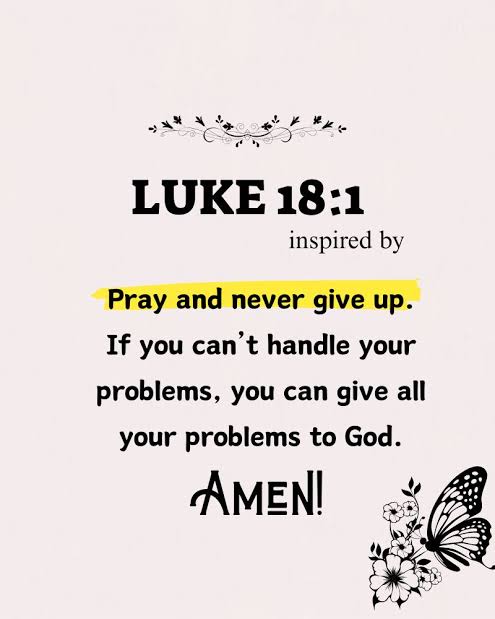 LUKE 18:1
inspired by
Pray and never give up.
If you can't handle your
problems, you can give all
your problems to God.
AMEN!